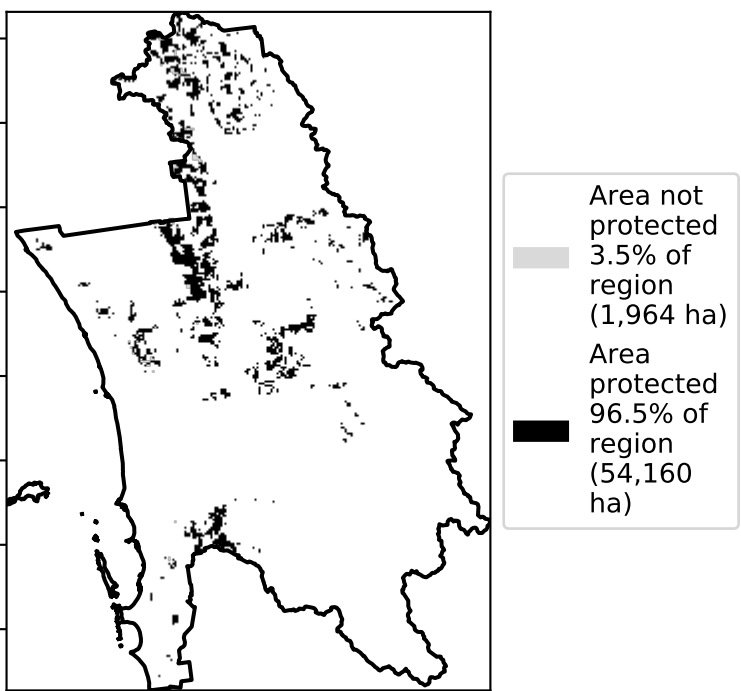 Area not
protected
3.5% of
region
(1,964 ha)
Area
protected
96.5% of
region
(54,160
ha)